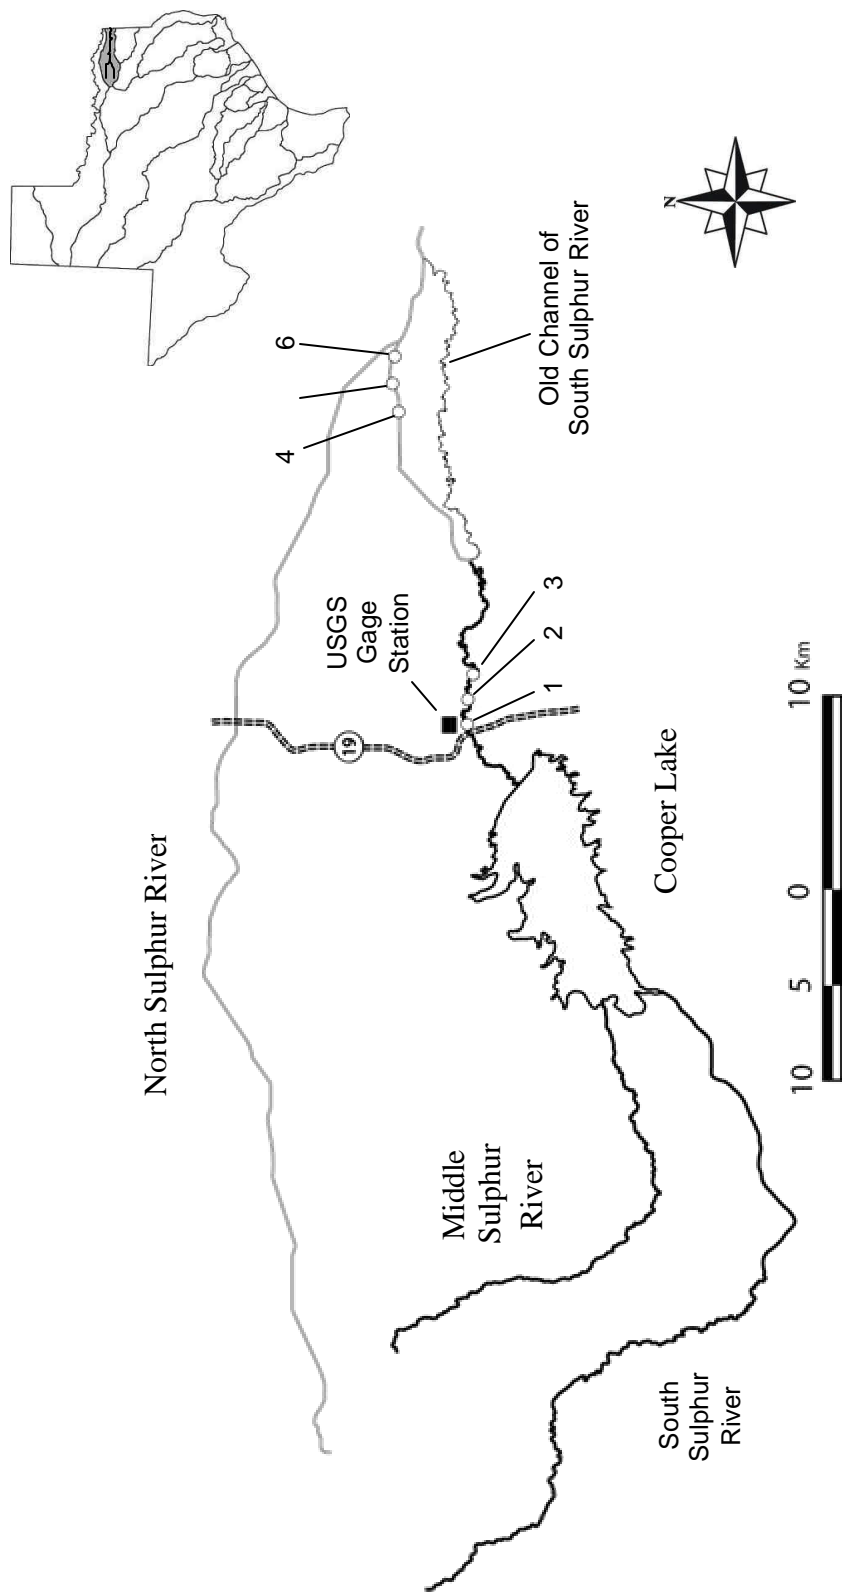 N
6
4
Old Channel of
South Sulphur River
USGS
Gage
Station
3
2
1
19
North Sulphur River
Cooper Lake
Middle
Sulphur
River
South
Sulphur
River
10 5 0 10 Km